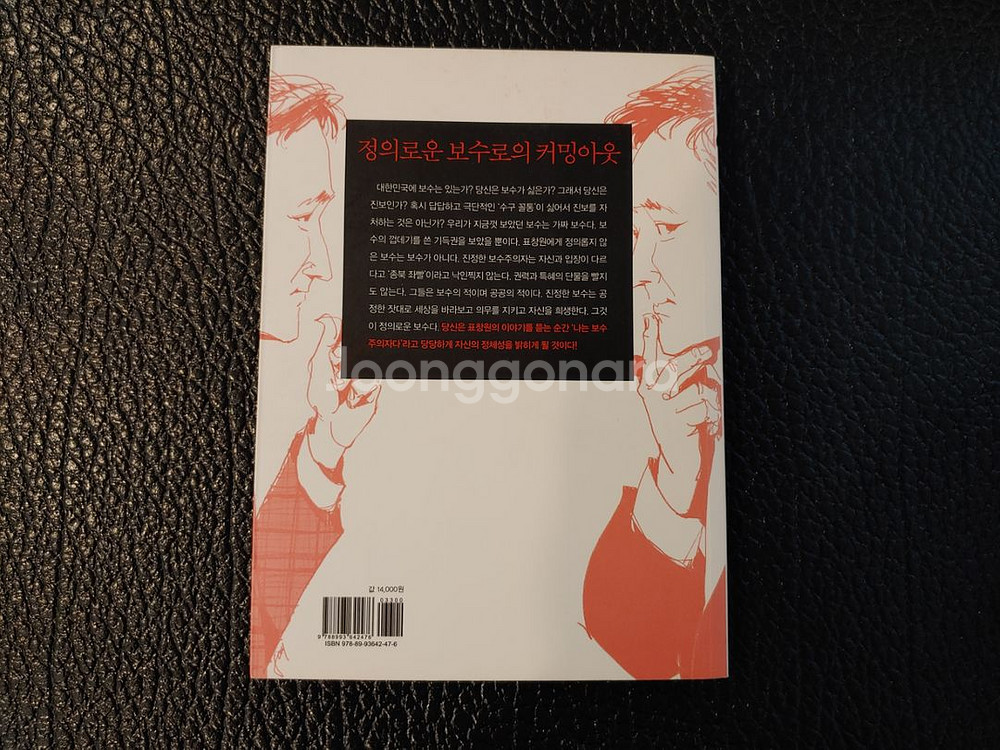 정의로운 보수로의 커밍아웃
대한민국에 보수는 있는가? 당신은 보수가 싫은가? 그래서 당신은
진보인가? 혹시 답답하고 극단적인 '수구 꼴통'이 싫어서 진보를 자
처하는 것은 아닌가? 우리가 지금껏 보았던 보수는 가짜 보수다. 보
수의 껍데기를 쓴 기득권을 보았을 뿐이다. 표창원에게 정의롭지 않
은 보수는 보수가 아니다. 진정한 보수주의자는 자신과 입장이 다르
다고 '종북 좌빨'이라고 낙인찍지 않는다. 권력과 특혜의 단물을 빨지
도 않는다. 그들은 보수의 적이며 공공의 적이다. 진정한 보수는 공
정한 잣대로 세상을 바라보고 의무를 지키고 자신을 희생한다. 그것
이 정의로운 보수다. 당신은 표창원의 이야기를 듣는 순간 '나는 보수
주의자다'라고 당당하게 자신의 정체성을 밝히게 될 것이다!
Joonggonara
값 14,000원
03300
9 788993 642476
ISBN 978-89-93642-47-6